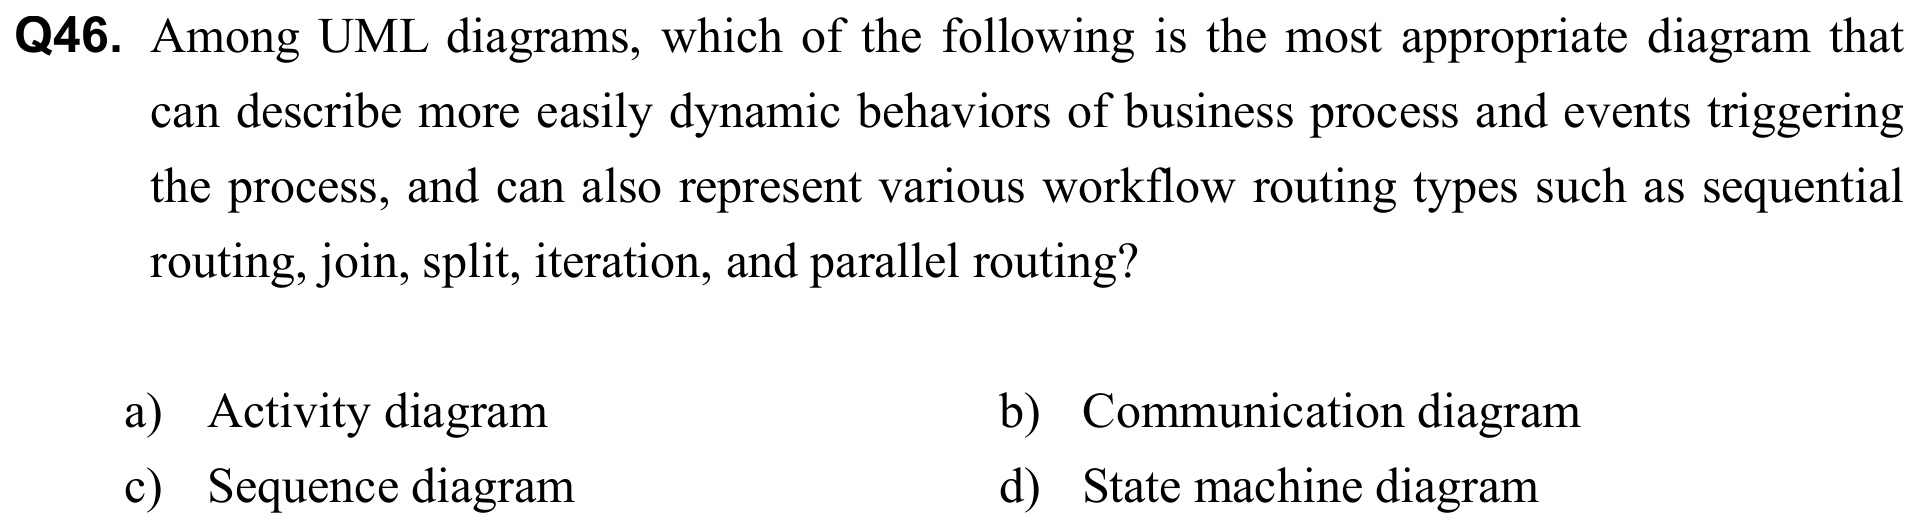 Q46. Among UML diagrams, which of the following is the most appropriate diagram that
can describe more easily dynamic behaviors of business process and events triggering
the process, and can also represent various workflow routing types such as sequential
routing, join, split, iteration, and parallel routing?
a) Activity diagram b) Communication diagram
c) Sequence diagram d) State machine diagram